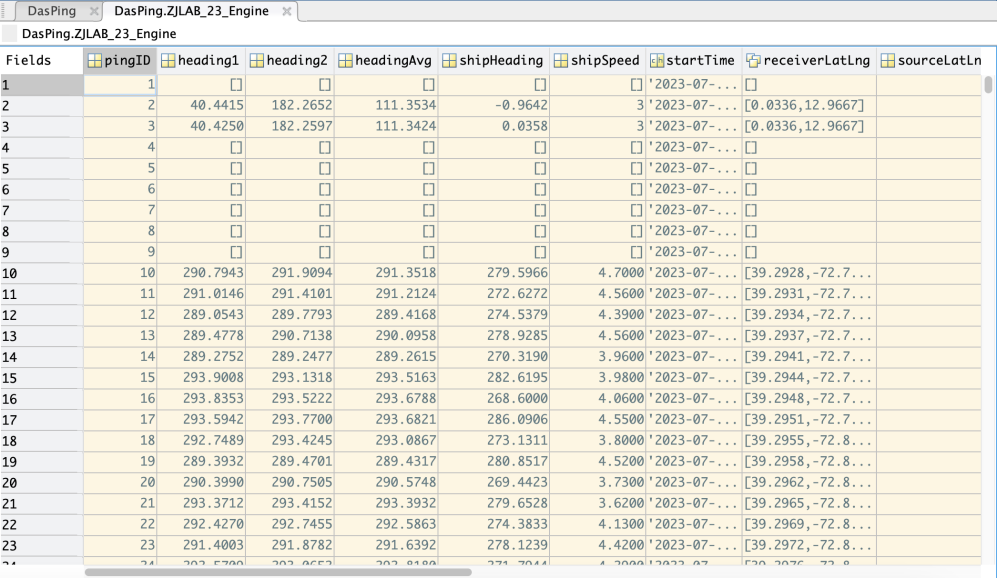 DasPing DasPing.ZJLAB_23_Engine
DasPing.ZJLAB_23_Engine
Fields pingID heading1 heading2 headingAvg shipHeading shipSpeed startTime receiverLatLng sourceLatLn
1 1 [] [] [] [] [] '2023-07-... []
2 2 40.4415 182.2652 111.3534 -0.9642 3 '2023-07-... [0.0336,12.9667]
3 3 40.4250 182.2597 111.3424 0.0358 3 '2023-07-... [0.0336,12.9667]
4 4 [] [] [] [] [] '2023-07-... []
5 5 [] [] [] [] [] '2023-07-... []
6 6 [] [] [] [] [] '2023-07-... []
7 7 [] [] [] [] [] '2023-07-... []
8 8 [] [] [] [] [] '2023-07-... []
9 9 [] [] [] [] [] '2023-07-... []
10 10 290.7943 291.9094 291.3518 279.5966 4.7000 '2023-07-... [39.2928,-72.7...
11 11 291.0146 291.4101 291.2124 272.6272 4.5600 '2023-07-... [39.2931,-72.7...
12 12 289.0543 289.7793 289.4168 274.5379 4.3900 '2023-07-... [39.2934,-72.7...
13 13 289.4778 290.7138 290.0958 278.9285 4.5600 '2023-07-... [39.2937,-72.7...
14 14 289.2752 289.2477 289.2615 270.3190 3.9600 '2023-07-... [39.2941,-72.7...
15 15 293.9008 293.1318 293.5163 282.6195 3.9800 '2023-07-... [39.2944,-72.7...
16 16 293.8353 293.5222 293.6788 268.6000 4.0600 '2023-07-... [39.2948,-72.7...
17 17 293.5942 293.7700 293.6821 286.0906 4.5500 '2023-07-... [39.2951,-72.7...
18 18 292.7489 293.4245 293.0867 273.1311 3.8000 '2023-07-... [39.2955,-72.8...
19 19 289.3932 289.4701 289.4317 280.8517 4.5200 '2023-07-... [39.2958,-72.8...
20 20 290.3990 290.7505 290.5748 269.4423 3.7300 '2023-07-... [39.2962,-72.8...
21 21 293.3712 293.4152 293.3932 279.6528 3.6200 '2023-07-... [39.2965,-72.8...
22 22 292.4270 292.7455 292.5863 274.3833 4.1300 '2023-07-... [39.2969,-72.8...
23 23 291.4003 291.8782 291.6392 278.1239 4.4200 '2023-07-... [39.2972,-72.8...